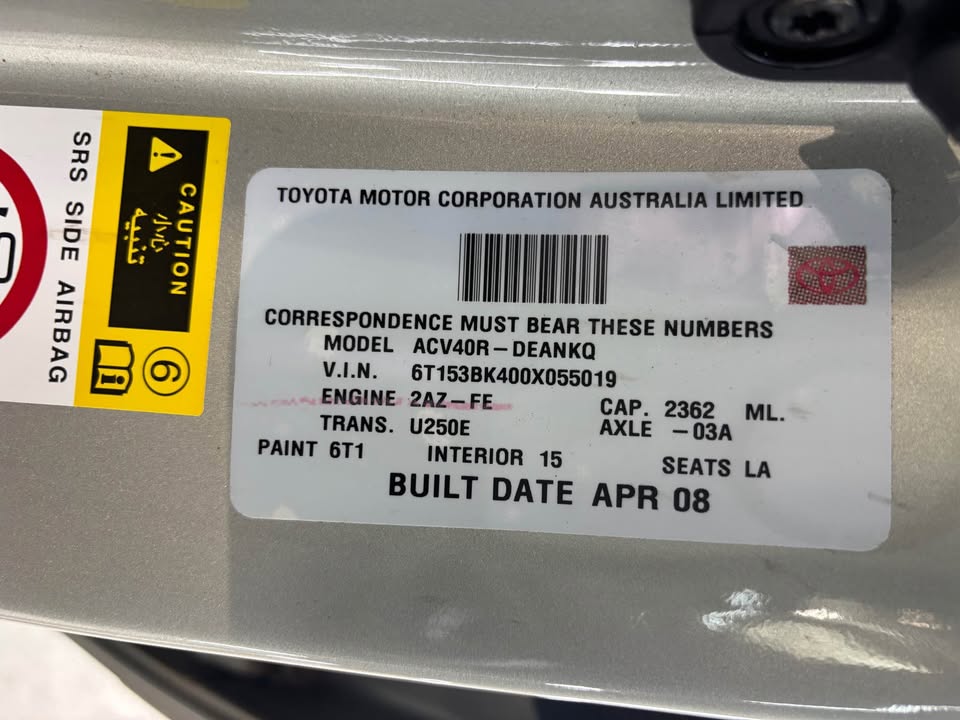 SRS SIDE AIRBAG
CAUTION
تنبيه
6
TOYOTA MOTOR CORPORATION AUSTRALIA LIMITED
CORRESPONDENCE MUST BEAR THESE NUMBERS
MODEL ACV40R-DEANKQ
V.I.N. 6T153BK400X055019
ENGINE 2AZ-FE CAP. 2362 ML.
TRANS. U250E AXLE -03A
PAINT 6T1 INTERIOR 15 SEATS LA
BUILT DATE APR 08